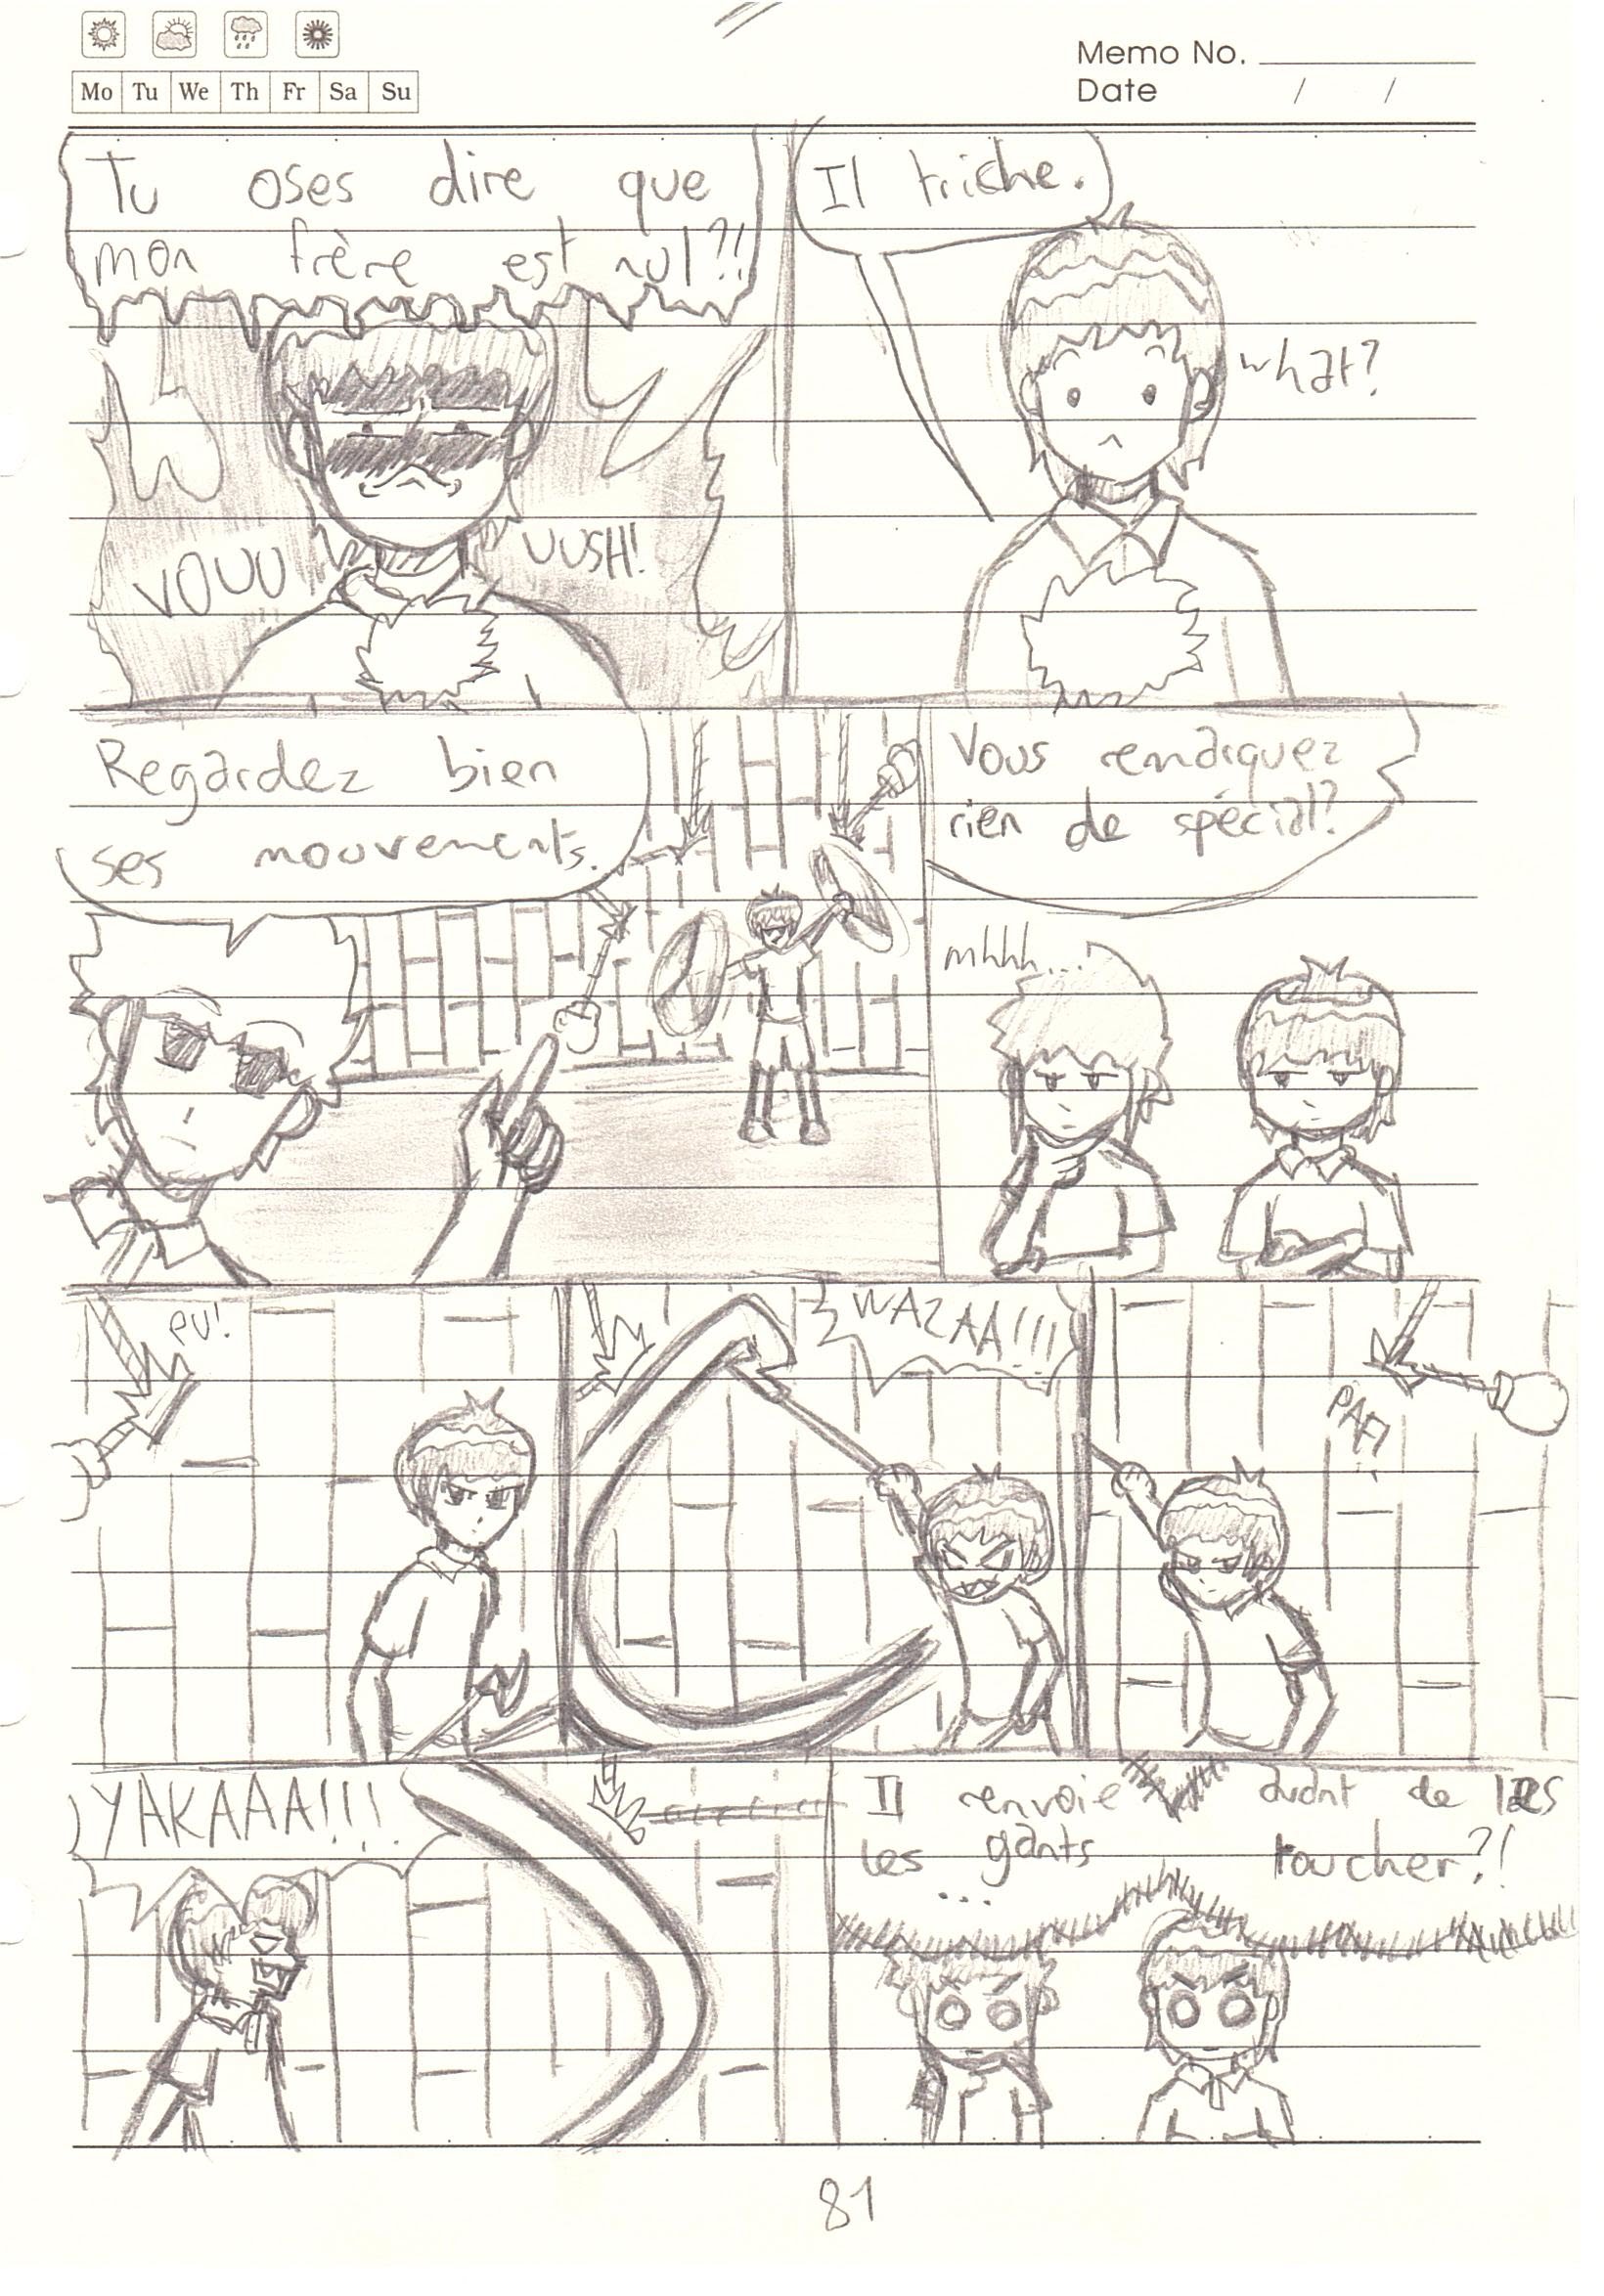 Memo No.
Date / /
Mo Tu We Th Fr Sa Su
Tu oses dire que
mon frère est nul?!
VOUU
UUSH!
Il triche.
what?
Regardez bien
ses mouvements.
Vous remarquez
rien de spécial?
mhhh...
PU!
WAZAA!!!
PAF!
YAKAAA!!!
Il renvoie
les gants
...
avant de les
toucher?!
81